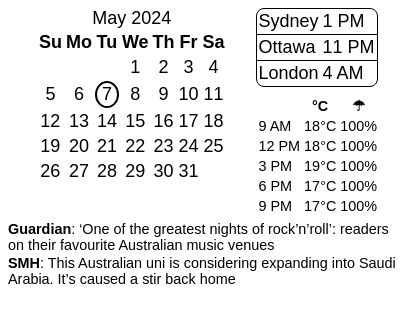 May 2024
Su Mo Tu We Th Fr Sa
1 2 3 4
5 6 7 8 9 10 11
12 13 14 15 16 17 18
19 20 21 22 23 24 25
26 27 28 29 30 31
Sydney 1 PM
Ottawa 11 PM
London 4 AM
°C ☂
9 AM 18°C 100%
12 PM 18°C 100%
3 PM 19°C 100%
6 PM 17°C 100%
9 PM 17°C 100%
Guardian: ‘One of the greatest nights of rock’n’roll’: readers
on their favourite Australian music venues
SMH: This Australian uni is considering expanding into Saudi
Arabia. It’s caused a stir back home